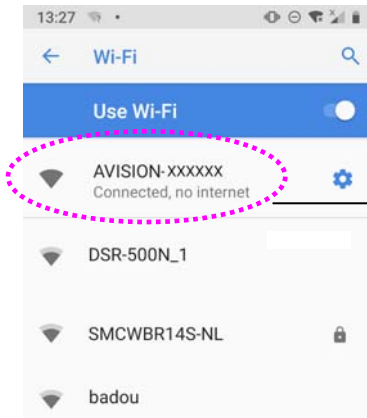 13:27
Wi-Fi
Use Wi-Fi
AVISION-XXXXXX
Connected, no internet
DSR-500N_1
SMCWBR14S-NL
badou